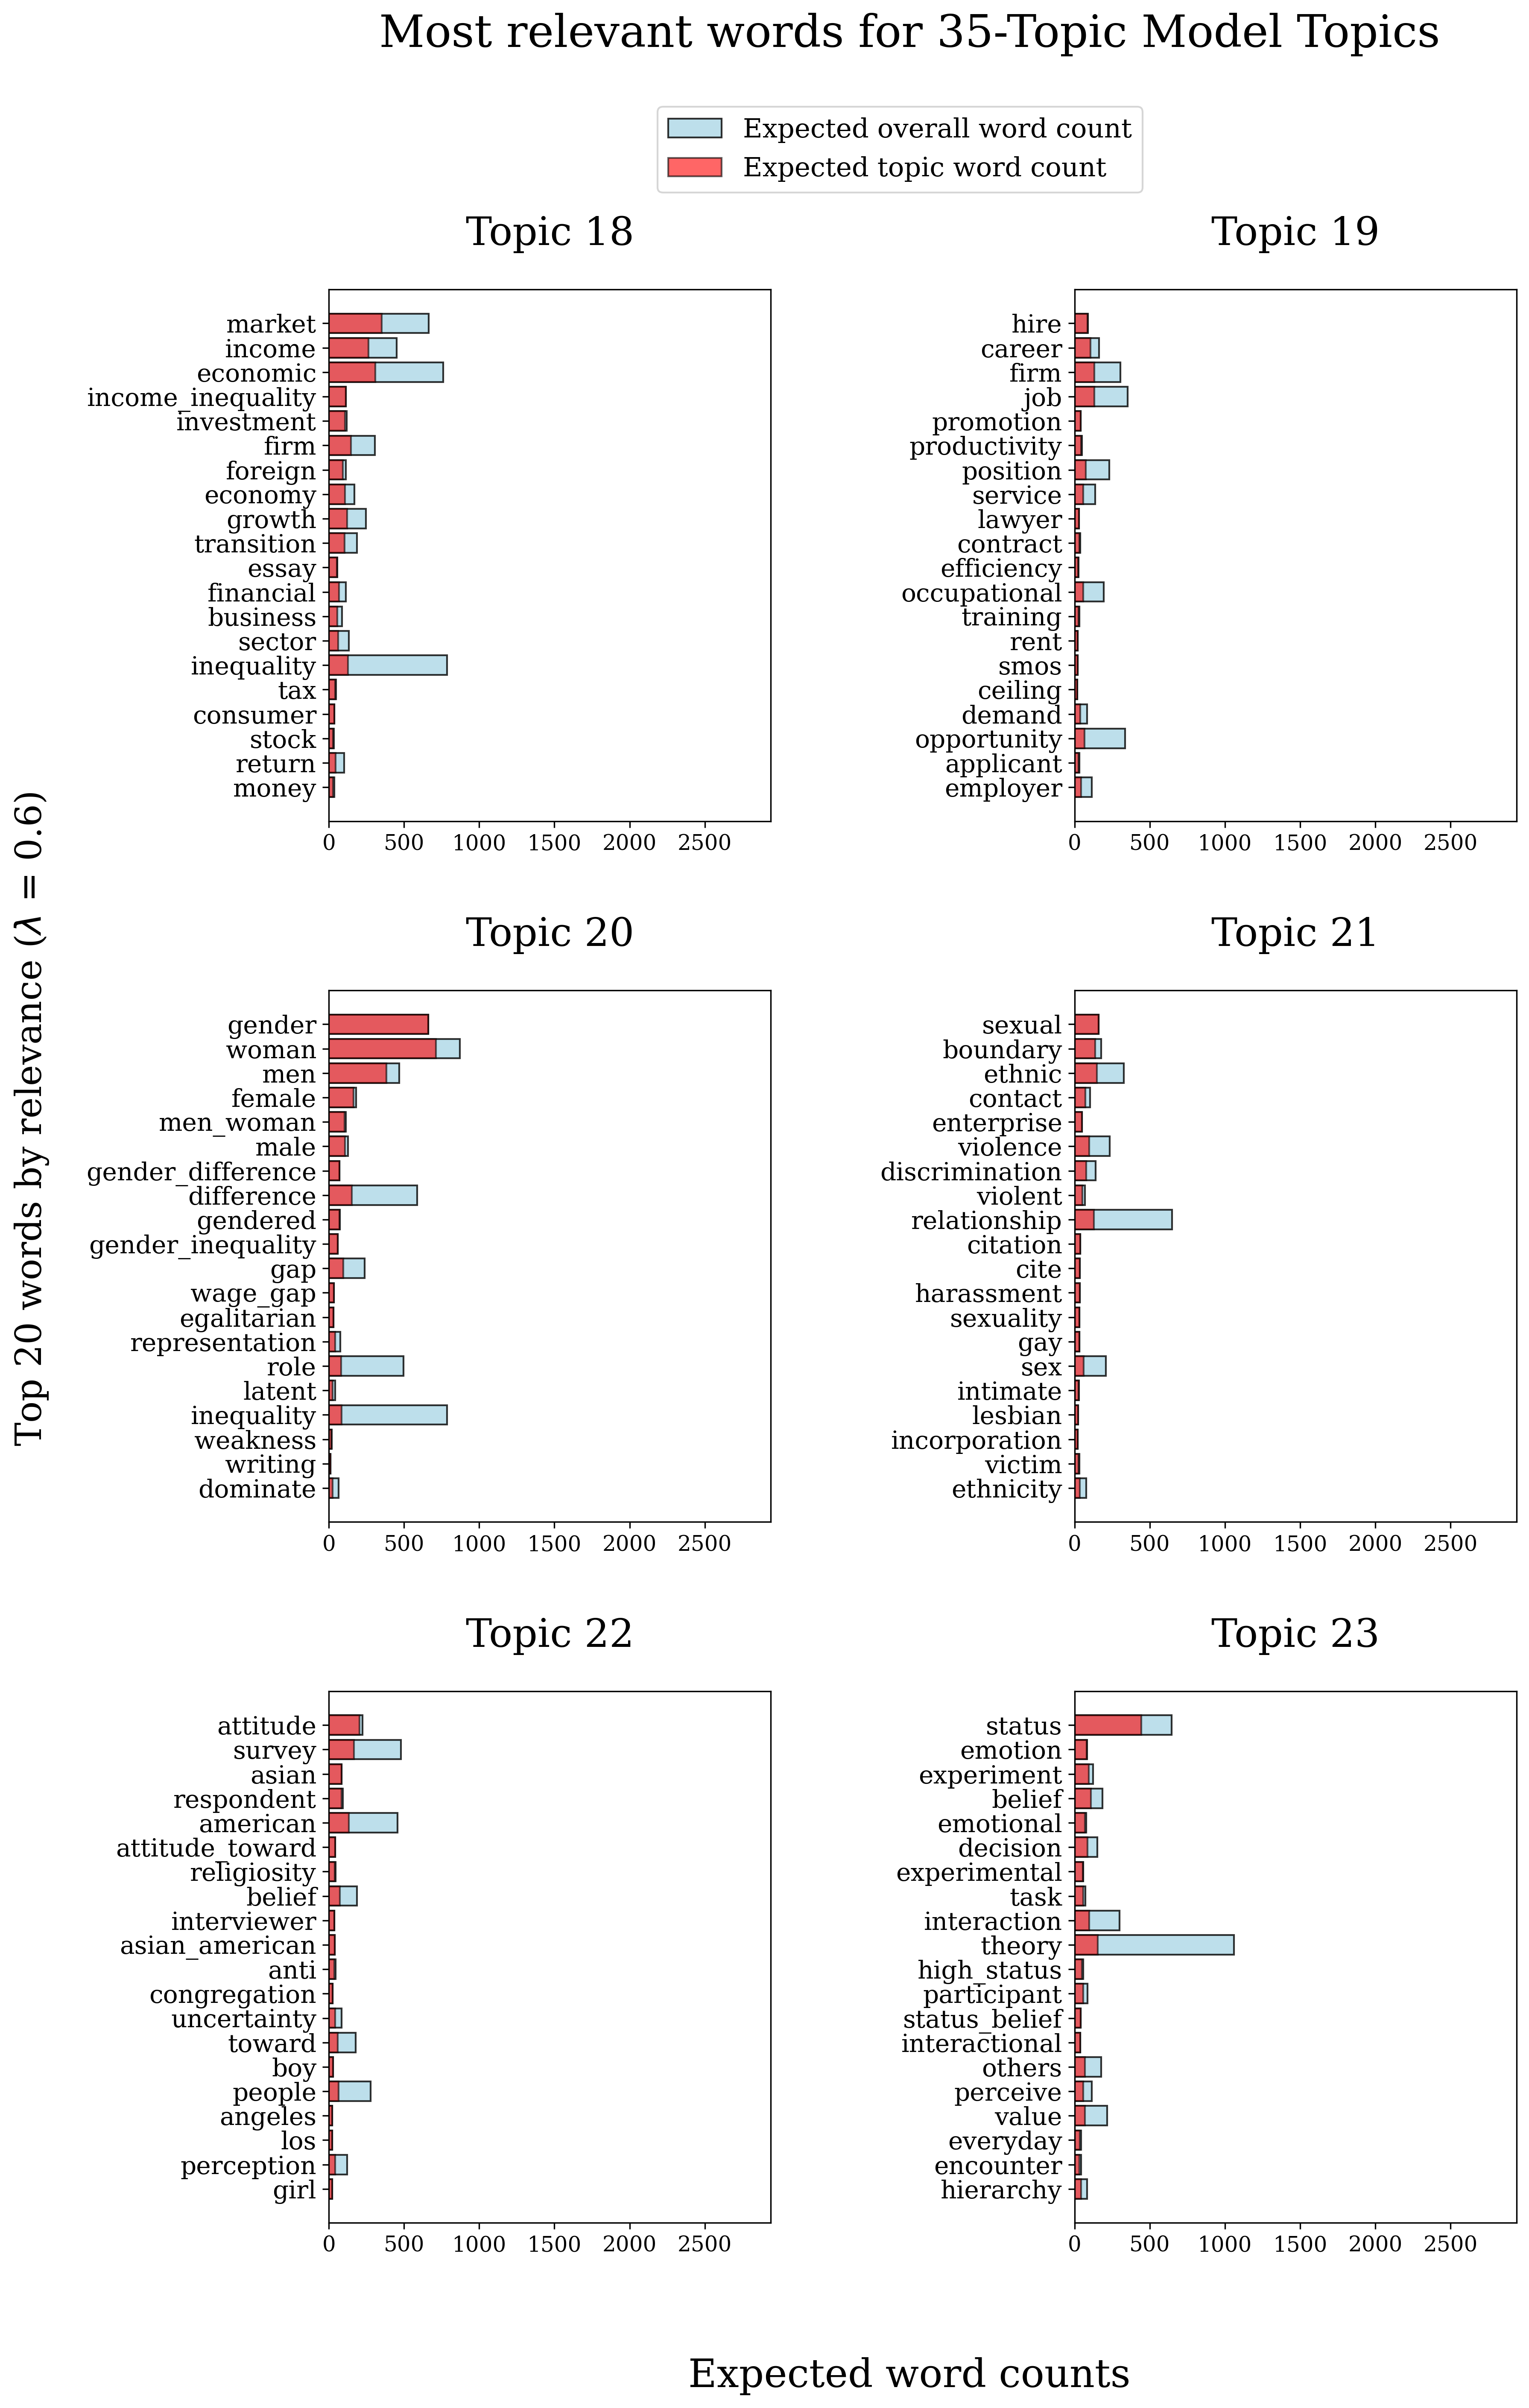 Most relevant words for 35-Topic Model Topics
Expected overall word count
Expected topic word count
Top 20 words by relevance (λ = 0.6)
Topic 18
market
income
economic
income_inequality
investment
firm
foreign
economy
growth
transition
essay
financial
business
sector
inequality
tax
consumer
stock
return
money
0 500 1000 1500 2000 2500
Topic 19
hire
career
firm
job
promotion
productivity
position
service
lawyer
contract
efficiency
occupational
training
rent
smos
ceiling
demand
opportunity
applicant
employer
0 500 1000 1500 2000 2500
Topic 20
gender
woman
men
female
men_woman
male
gender_difference
difference
gendered
gender_inequality
gap
wage_gap
egalitarian
representation
role
latent
inequality
weakness
writing
dominate
0 500 1000 1500 2000 2500
Topic 21
sexual
boundary
ethnic
contact
enterprise
violence
discrimination
violent
relationship
citation
cite
harassment
sexuality
gay
sex
intimate
lesbian
incorporation
victim
ethnicity
0 500 1000 1500 2000 2500
Topic 22
attitude
survey
asian
respondent
american
attitude_toward
religiosity
belief
interviewer
asian_american
anti
congregation
uncertainty
toward
boy
people
angeles
los
perception
girl
0 500 1000 1500 2000 2500
Topic 23
status
emotion
experiment
belief
emotional
decision
experimental
task
interaction
theory
high_status
participant
status_belief
interactional
others
perceive
value
everyday
encounter
hierarchy
0 500 1000 1500 2000 2500
Expected word counts